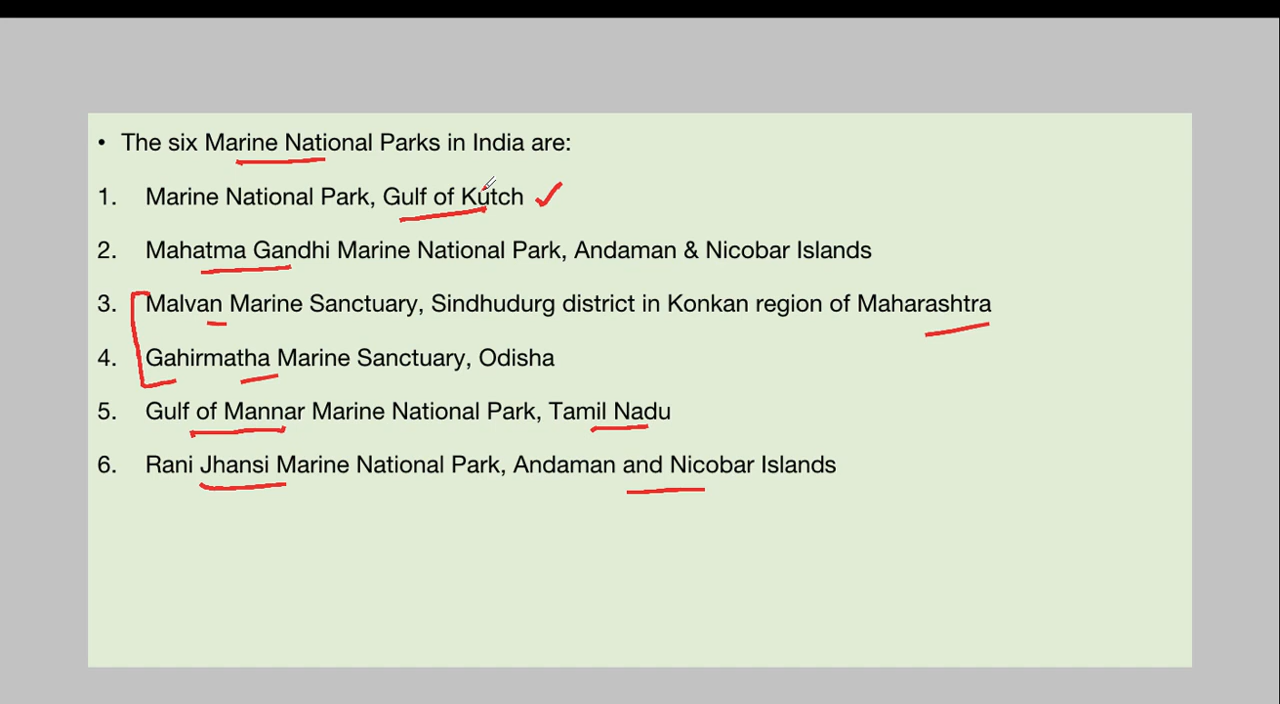 • The six Marine National Parks in India are:
1. Marine National Park, Gulf of Kutch
2. Mahatma Gandhi Marine National Park, Andaman & Nicobar Islands
3. Malvan Marine Sanctuary, Sindhudurg district in Konkan region of Maharashtra
4. Gahirmatha Marine Sanctuary, Odisha
5. Gulf of Mannar Marine National Park, Tamil Nadu
6. Rani Jhansi Marine National Park, Andaman and Nicobar Islands